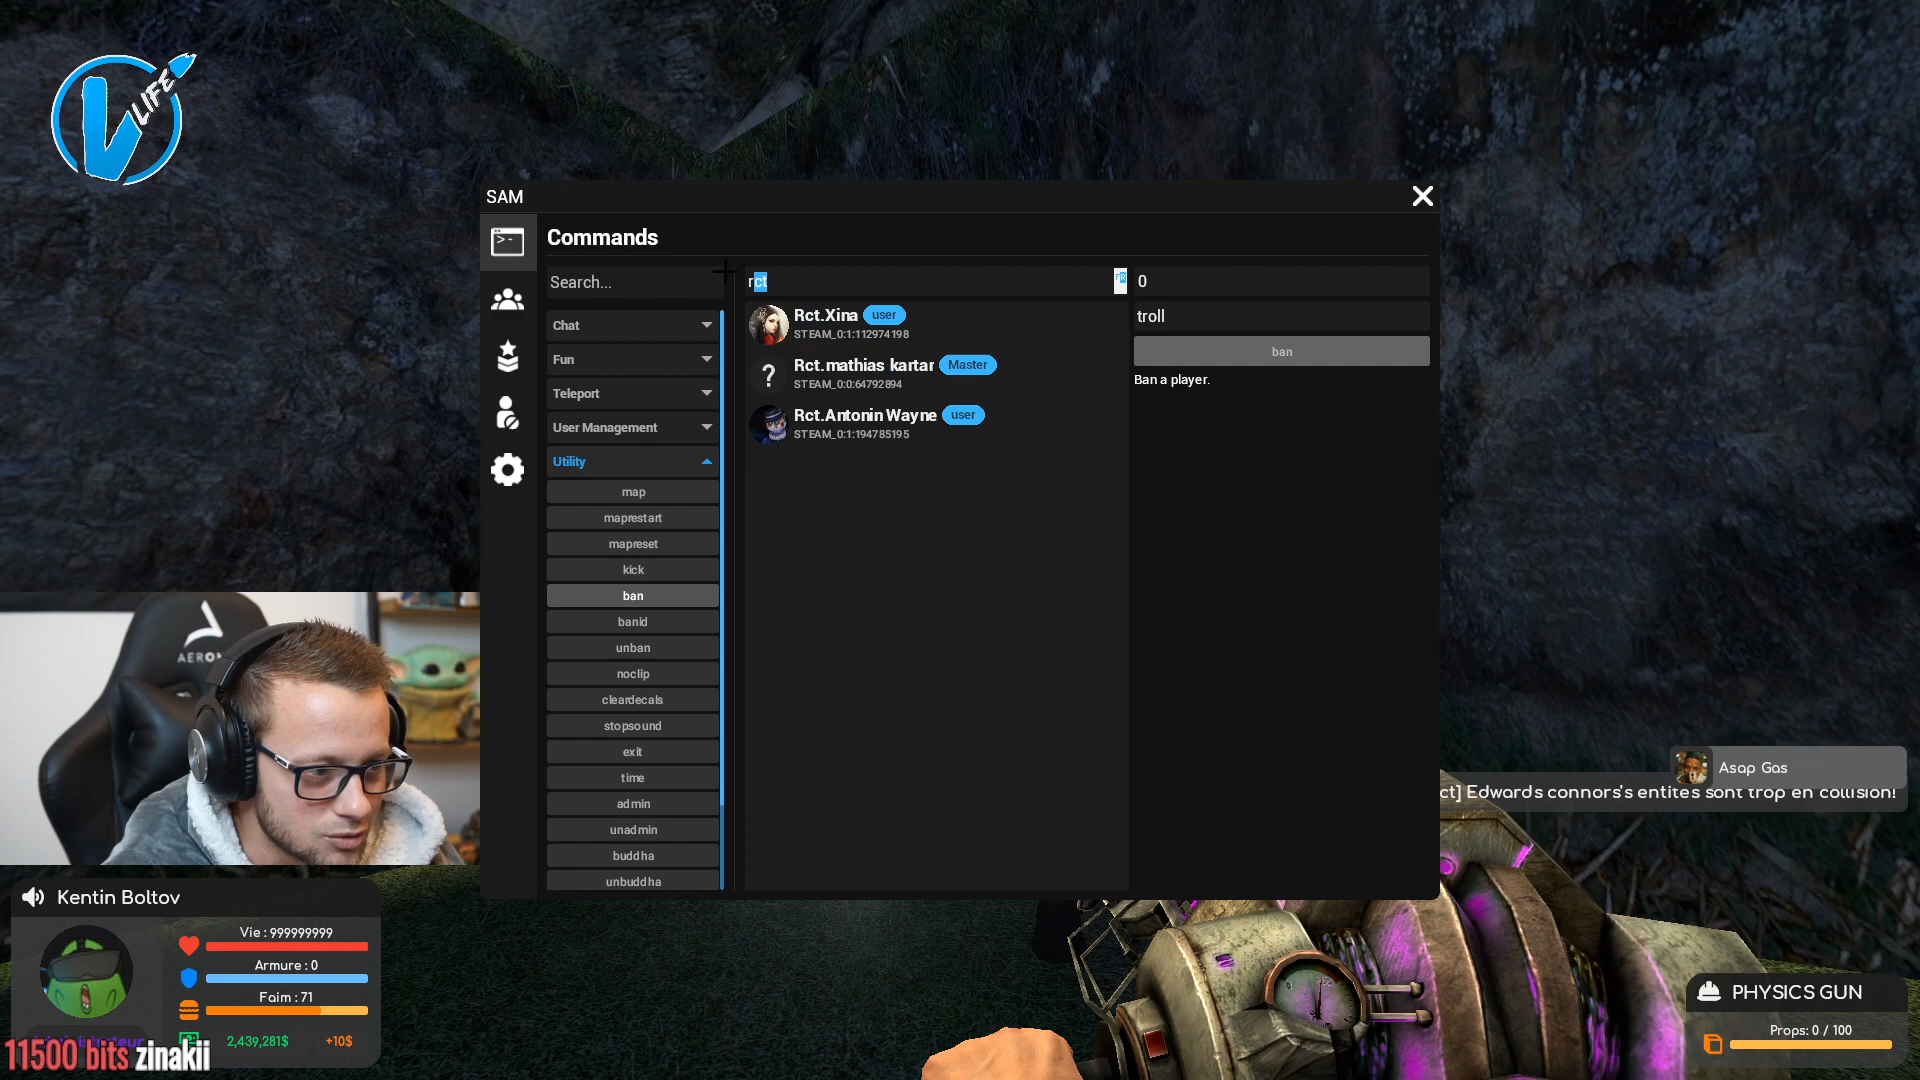 V LIFE
SAM
Commands
Search...
rct
0
troll
ban
Ban a player.
Chat
Fun
Teleport
User Management
Utility
map
maprestart
mapreset
kick
ban
banid
unban
noclip
cleardecals
stopsound
exit
time
admin
unadmin
buddha
unbuddha
Rct.Xina user
STEAM_0:1:112974198
Rct.mathias kartar Master
STEAM_0:0:64792894
Rct.Antonin Wayne user
STEAM_0:1:194785195
Asap Gas
ct] Edwards connors's entites sont trop en collision!
Kentin Boltov
Vie : 999999999
Armure : 0
Faim : 71
2,439,281$ +10$
11500 bits zinakii
PHYSICS GUN
Props: 0 / 100